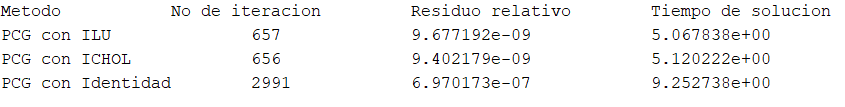 Metodo No de iteracion Residuo relativo Tiempo de solucion
PCG con ILU 657 9.677192e-09 5.067838e+00
PCG con ICHOL 656 9.402179e-09 5.120222e+00
PCG con Identidad 2991 6.970173e-07 9.252738e+00